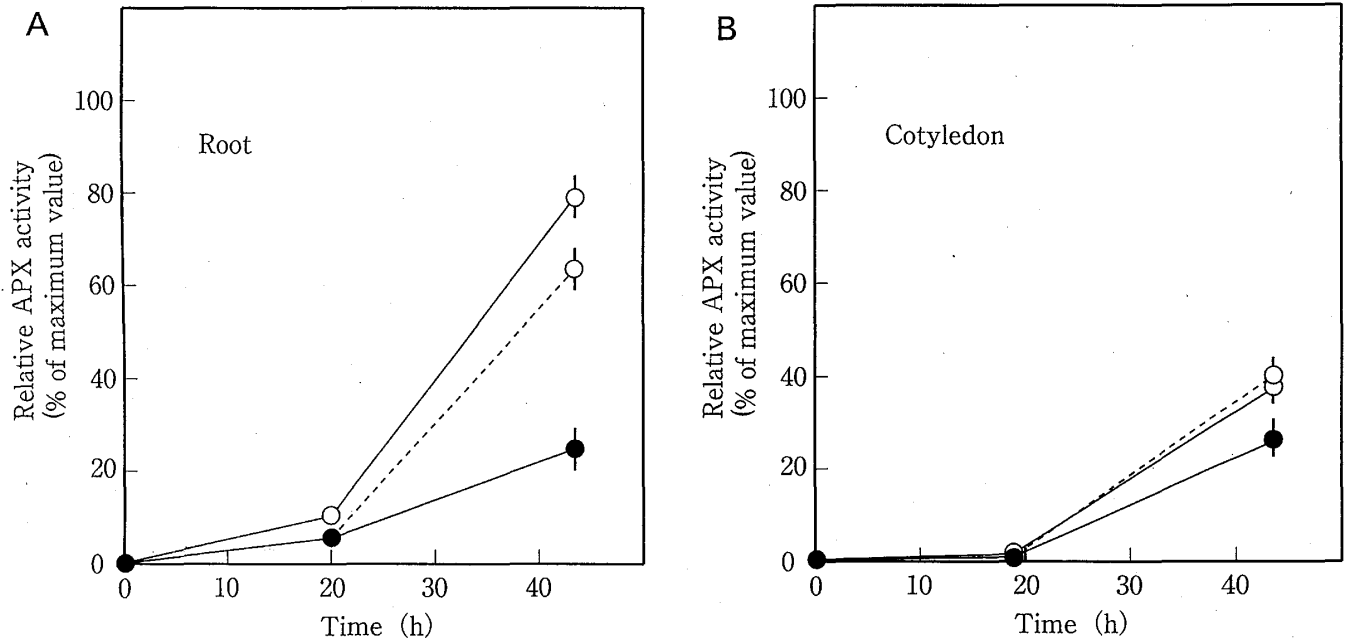 A
Root
Relative APX activity
(% of maximum value)
100
80
60
40
20
0
0 10 20 30 40
Time (h)
B
Cotyledon
Relative APX activity
(% of maximum value)
100
80
60
40
20
0
0 10 20 30 40
Time (h)